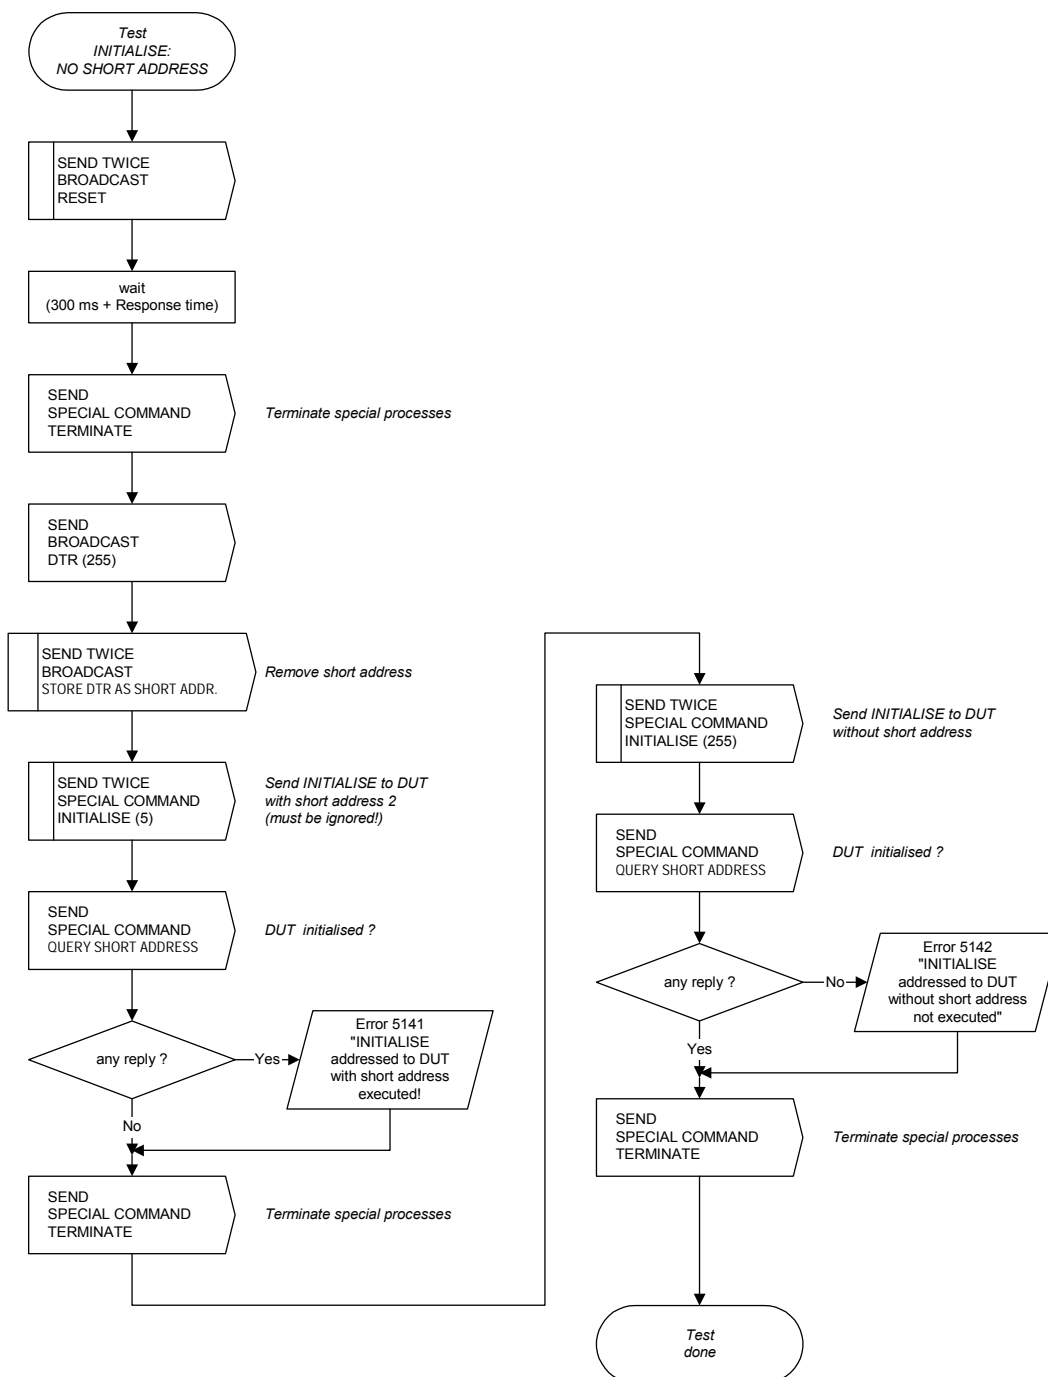 Test
INITIALISE:
NO SHORT ADDRESS
SEND TWICE
BROADCAST
RESET
wait
(300 ms + Response time)
SEND
SPECIAL COMMAND
TERMINATE
Terminate special processes
SEND
BROADCAST
DTR (255)
SEND TWICE
BROADCAST
STORE DTR AS SHORT ADDR.
Remove short address
SEND TWICE
SPECIAL COMMAND
INITIALISE (5)
Send INITIALISE to DUT
with short address 2
(must be ignored!)
SEND
SPECIAL COMMAND
QUERY SHORT ADDRESS
DUT initialised ?
any reply ?
Yes
Error 5141
"INITIALISE
addressed to DUT
with short address
executed!
No
SEND
SPECIAL COMMAND
TERMINATE
Terminate special processes
SEND TWICE
SPECIAL COMMAND
INITIALISE (255)
Send INITIALISE to DUT
without short address
SEND
SPECIAL COMMAND
QUERY SHORT ADDRESS
DUT initialised ?
any reply ?
No
Error 5142
"INITIALISE
addressed to DUT
without short address
not executed"
Yes
SEND
SPECIAL COMMAND
TERMINATE
Terminate special processes
Test
done